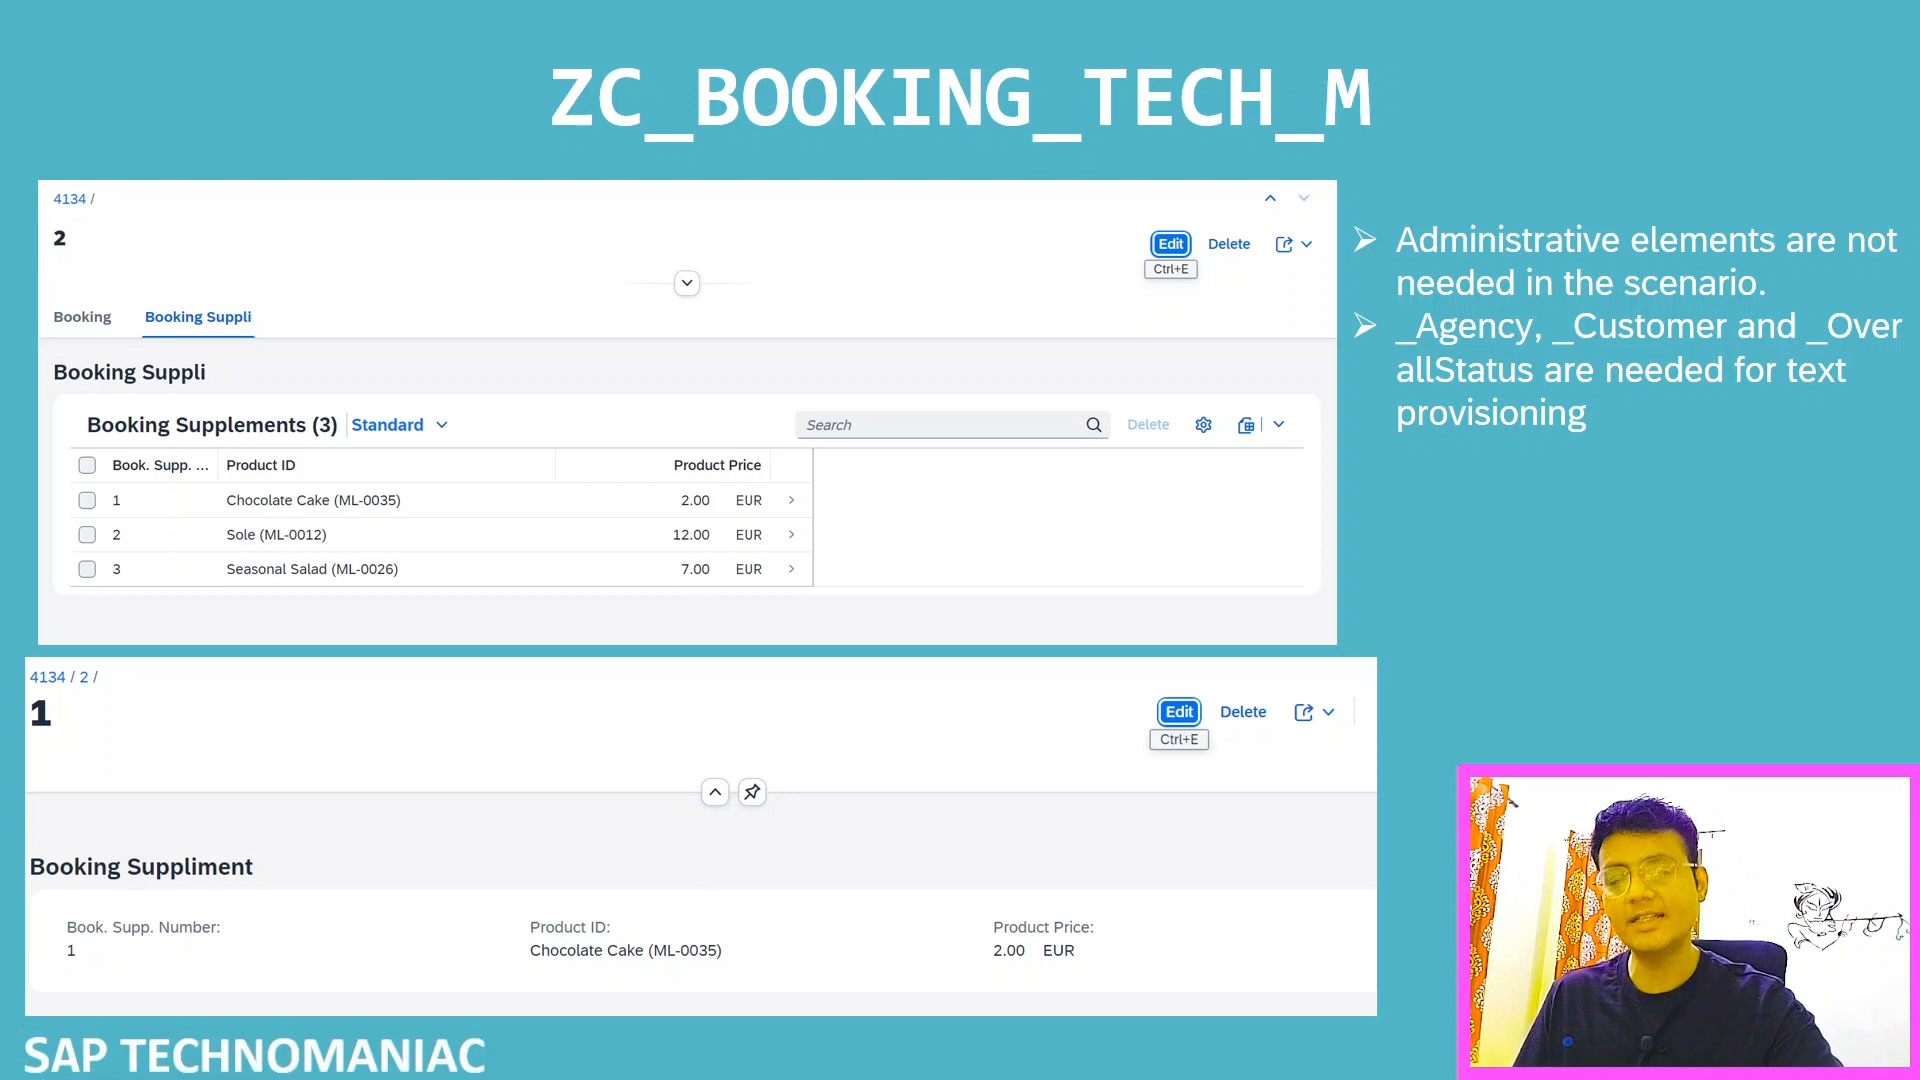 ZC_BOOKING_TECH_M
4134 /
2
Edit Delete
Ctrl+E
Booking Booking Suppli
Booking Suppli
Booking Supplements (3) Standard Search Delete
Book. Supp. ... Product ID Product Price
1 Chocolate Cake (ML-0035) 2.00 EUR
2 Sole (ML-0012) 12.00 EUR
3 Seasonal Salad (ML-0026) 7.00 EUR
Administrative elements are not
needed in the scenario.
_Agency, _Customer and _Over
allStatus are needed for text
provisioning
4134 / 2 /
1
Edit Delete
Ctrl+E
Booking Suppliment
Book. Supp. Number: Product ID: Product Price:
1 Chocolate Cake (ML-0035) 2.00 EUR
SAP TECHNOMANIAC